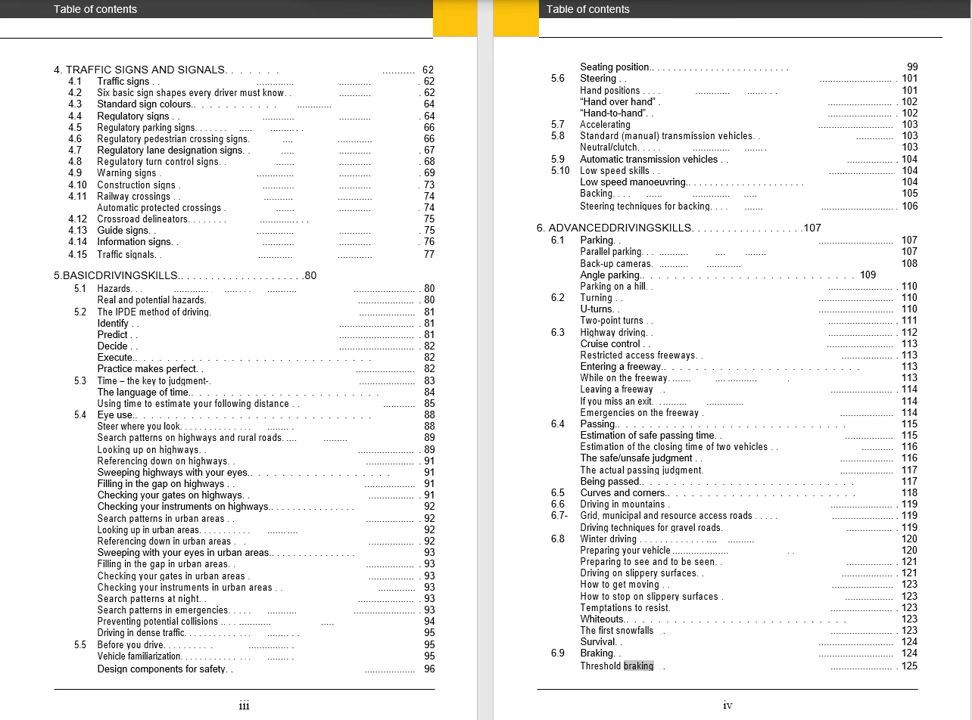 Table of contents
4. TRAFFIC SIGNS AND SIGNALS. . . . . . ........... 62
4.1 Traffic signs . . ............. ........... . 62
4.2 Six basic sign shapes every driver must know. . ........... . 62
4.3 Standard sign colours.. . . . . . . . . . . ............ 64
4.4 Regulatory signs . . ........... ........... . 64
4.5 Regulatory parking signs. . . . . . . ..... .......... . . 66
4.6 Regulatory pedestrian crossing signs. .... ............ 66
4.7 Regulatory lane designation signs. . ....... ........... . 67
4.8 Regulatory turn control signs. . ....... ........... . 68
4.9 Warning signs . ........... ........... . 69
4.10 Construction signs . ........... ........... . 73
4.11 Railway crossings . . ........... ........... 74
Automatic protected crossings . ....... ........... . 74
4.12 Crossroad delineators. . . . . . . . .............. . . . 75
4.13 Guide signs. . ........... ........... . 75
4.14 Information signs. . ........... ........... . 76
4.15 Traffic signals. . ............. ........... 77
5.BASICDRIVINGSKILLS.. . . . . . . . . . . . . . . . . . . . .80
5.1 Hazards. . . ............. ...... . . ........... ...................... . 80
Real and potential hazards. ..................... . 80
5.2 The IPDE method of driving. ..................... 81
Identify . . ........................... . 81
Predict . . ........................... . 81
Decide . . ........................... . 82
Execute.. . . . . . . . . . . . . . . . . . . . . . . . . . . . . 82
Practice makes perfect. . ...................... 82
5.3 Time – the key to judgment-. ..................... 83
The language of time.. . . . . . . . . . . . . . . . . . . . . . 84
Using time to estimate your following distance . . ........... 85
5.4 Eye use.. . . . . . . . . . . . . . . . . . . . . . . . . . . . . 88
Steer where you look. . . . . . . . . . . . . ........ . . 88
Search patterns on highways and rural roads. .... ......... 89
Looking up on highways. . ..................... . 89
Referencing down on highways. . ................... . 91
Sweeping highways with your eyes.. . . . . . . . . . . . . . . . . 91
Filling in the gap on highways . . ................... . 91
Checking your gates on highways. . .................. . 91
Checking your instruments on highways.. . . . . . . . . . . . . . 92
Search patterns in urban areas . . ................... . 92
Looking up in urban areas. . . . . . . . . . .......... 92
Referencing down in urban areas . . .................. . 92
Sweeping with your eyes in urban areas.. . . . . . . . . . . . . . 93
Filling in the gap in urban areas. . .................. . 93
Checking your gates in urban areas . ................. . 93
Checking your instruments in urban areas . . .............. 93
Search patterns at night. . ..................... . 93
Search patterns in emergencies. . . . . ........... ...................... . 93
Preventing potential collisions .. . . ............. ..... 94
Driving in dense traffic. . . . . . . . . . . . ........ . . 95
5.5 Before you drive. . . . . . . . . . .............. . . 95
Vehicle familiarization. . . . . . . . . . . . ........ . . 95
Design components for safety. . ................... 96
iii
Table of contents
Seating position.. . . . . . . . . . . . . . . . . . . . . . . . . 99
5.6 Steering . . .......................... . 101
Hand positions . . . . ............. ....... . . . 101
“Hand over hand” . ........................ . 102
“Hand-to-hand”. . ........................ . 102
5.7 Accelerating ........................... 103
5.8 Standard (manual) transmission vehicles. . ............. . 103
Neutral/clutch. . . . . ............ ........ 103
5.9 Automatic transmission vehicles . . ................. . 104
5.10 Low speed skills . . ....................... . 104
Low speed manoeuvring.. . . . . . . . . . . . . . . . . . . . . 104
Backing. . . . ...... ............. ........... 105
Steering techniques for backing. . . . ....... ................... . 106
6. ADVANCEDDRIVINGSKILLS. . . . . . . . . . . . . . . . . .107
6.1 Parking. . .......................... 107
Parallel parking. . . ........... .... ........ 107
Back-up cameras. ........... ............. 108
Angle parking.. . . . . . . . . . . . . . . . . . . . . . . . . . . . 109
Parking on a hill. . ...................... . 110
6.2 Turning . . .......................... . 110
U-turns. . .......................... . 110
Two-point turns . . ....................... . 111
6.3 Highway driving. . ....................... . 112
Cruise control . . ........................ . 113
Restricted access freeways. . ................... . 113
Entering a freeway.. . . . . . . . . . . . . . . . . . . . . . . . . 113
While on the freeway. ...... .... ............. . 113
Leaving a freeway . . ...................... . 114
If you miss an exit. . ............ ............. . 114
Emergencies on the freeway . ................... . 114
6.4 Passing.. . . . . . . . . . . . . . . . . . . . . . . . . . . . . 115
Estimation of safe passing time. . .................. . 115
Estimation of the closing time of two vehicles . . ........... . 116
The safe/unsafe judgment . . .................... . 116
The actual passing judgment. ................... . 117
Being passed.. . . . . . . . . . . . . . . . . . . . . . . . . . . 117
6.5 Curves and corners.. . . . . . . . . . . . . . . . . . . . . . . . 118
6.6 Driving in mountains . ...................... . 119
6.7- Grid, municipal and resource access roads . . . . . ................... . 119
Driving techniques for gravel roads. ................. . 119
6.8 Winter driving . . . . . . . . .............. . . . .......... 120
Preparing your vehicle ..................... . . 120
Preparing to see and to be seen. . .................. . 121
Driving on slippery surfaces. . ................... . 121
How to get moving . . ...................... . 123
How to stop on slippery surfaces . ................. . 123
Temptations to resist. ...................... . 123
Whiteouts.. . . . . . . . . . . . . . . . . . . . . . . . . . . . 123
The first snowfalls . . ...................... . 123
Survival. . .......................... . 124
6.9 Braking. . .......................... . 124
Threshold braking . . ....................... . 125
iv